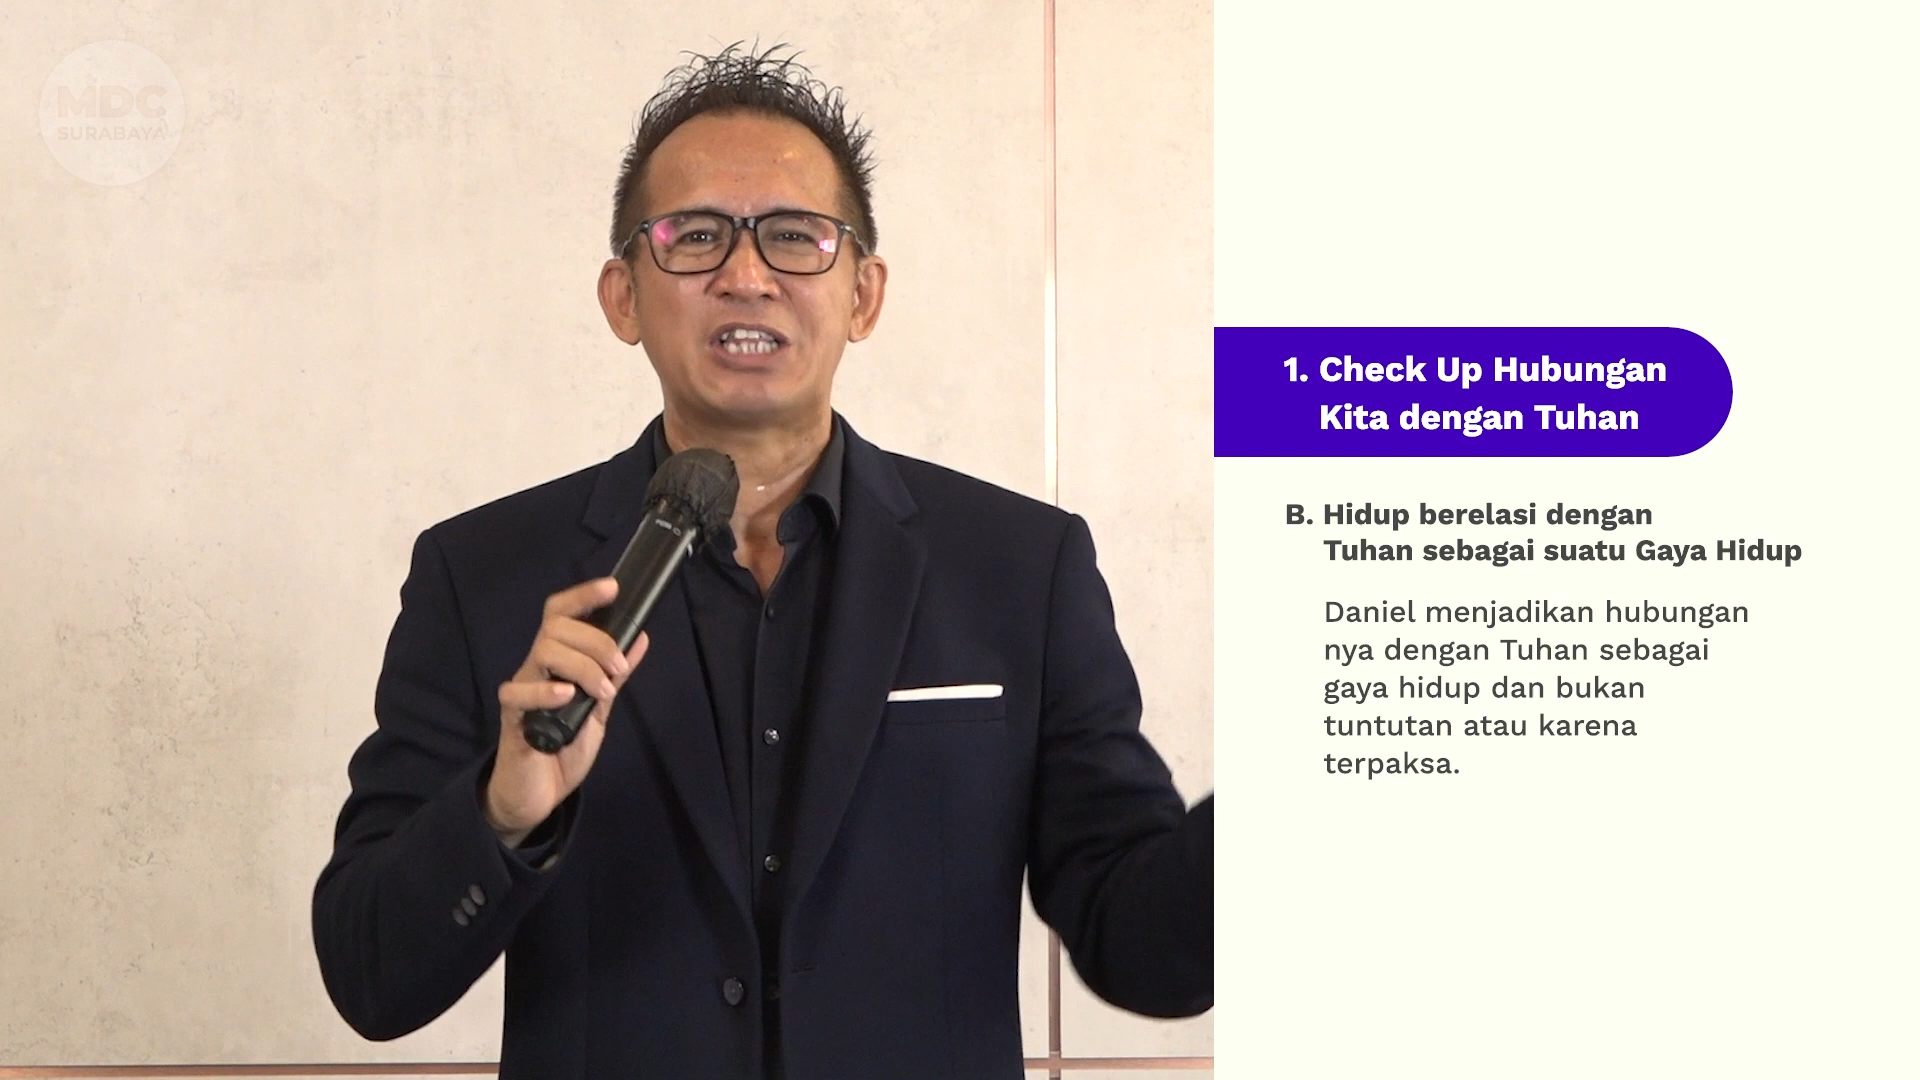 MDC
SURABAYA
1. Check Up Hubungan
Kita dengan Tuhan
B. Hidup berelasi dengan
Tuhan sebagai suatu Gaya Hidup
Daniel menjadikan hubungan
nya dengan Tuhan sebagai
gaya hidup dan bukan
tuntutan atau karena
terpaksa.